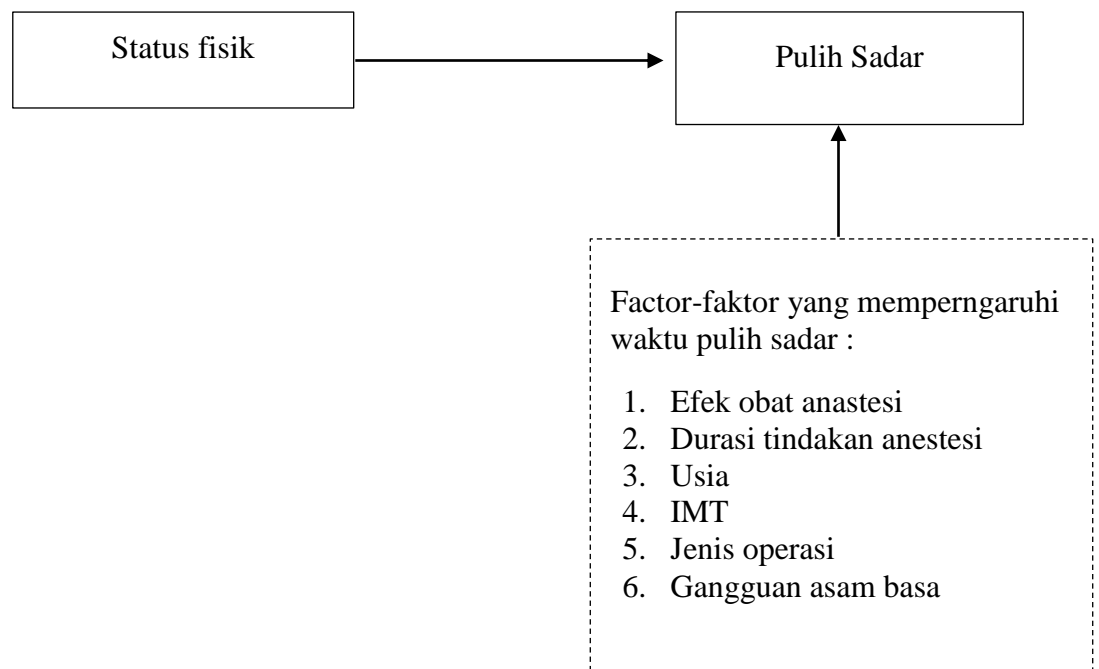 Status fisik
Pulih Sadar
Factor-faktor yang memperngaruhi
waktu pulih sadar :
1. Efek obat anastesi
2. Durasi tindakan anestesi
3. Usia
4. IMT
5. Jenis operasi
6. Gangguan asam basa